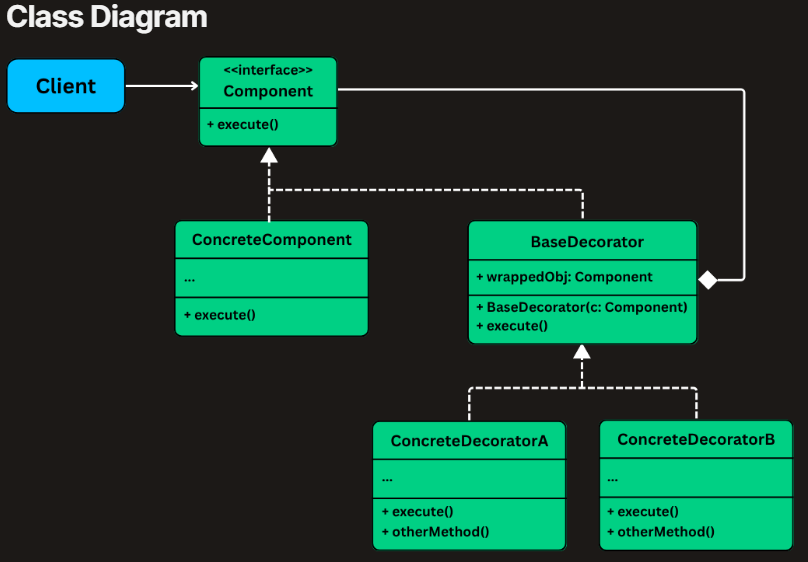 Class Diagram
Client
<<interface>>
Component
+ execute()
ConcreteComponent
...
+ execute()
BaseDecorator
+ wrappedObj: Component
+ BaseDecorator(c: Component)
+ execute()
ConcreteDecoratorA
...
+ execute()
+ otherMethod()
ConcreteDecoratorB
...
+ execute()
+ otherMethod()